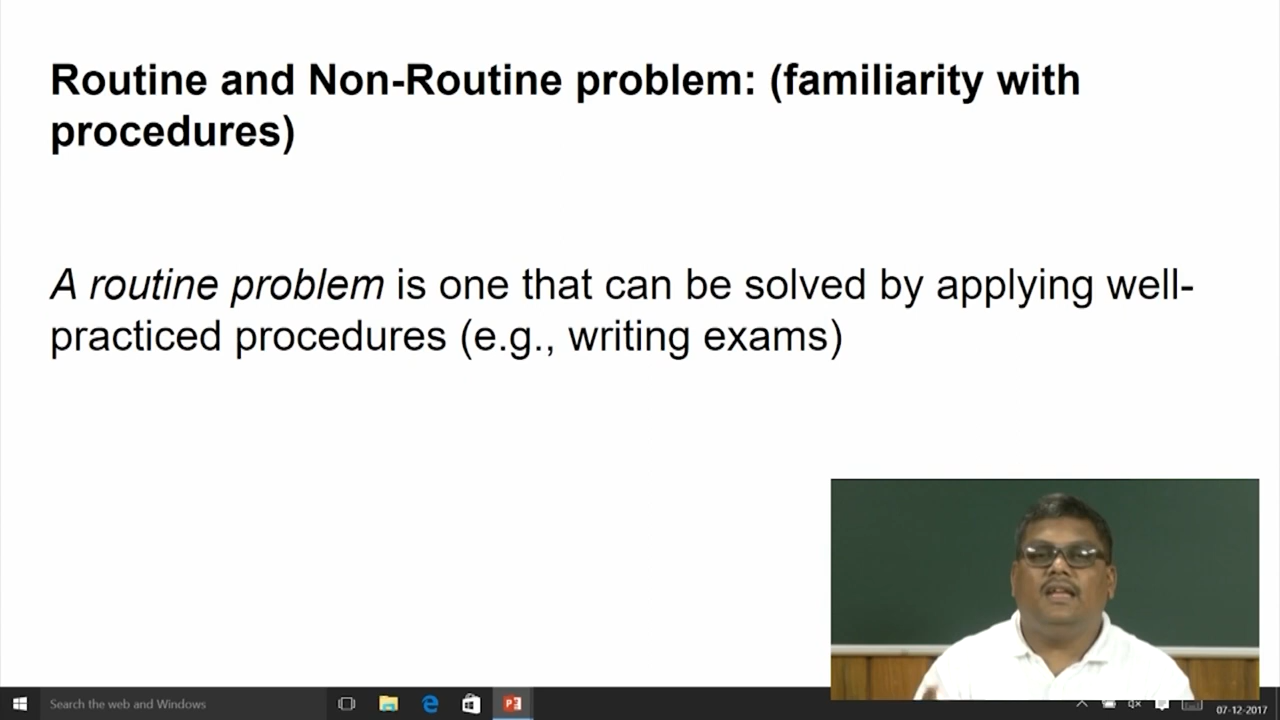 Routine and Non-Routine problem: (familiarity with
procedures)
A routine problem is one that can be solved by applying well-
practiced procedures (e.g., writing exams)
Search the web and Windows
07-12-2017